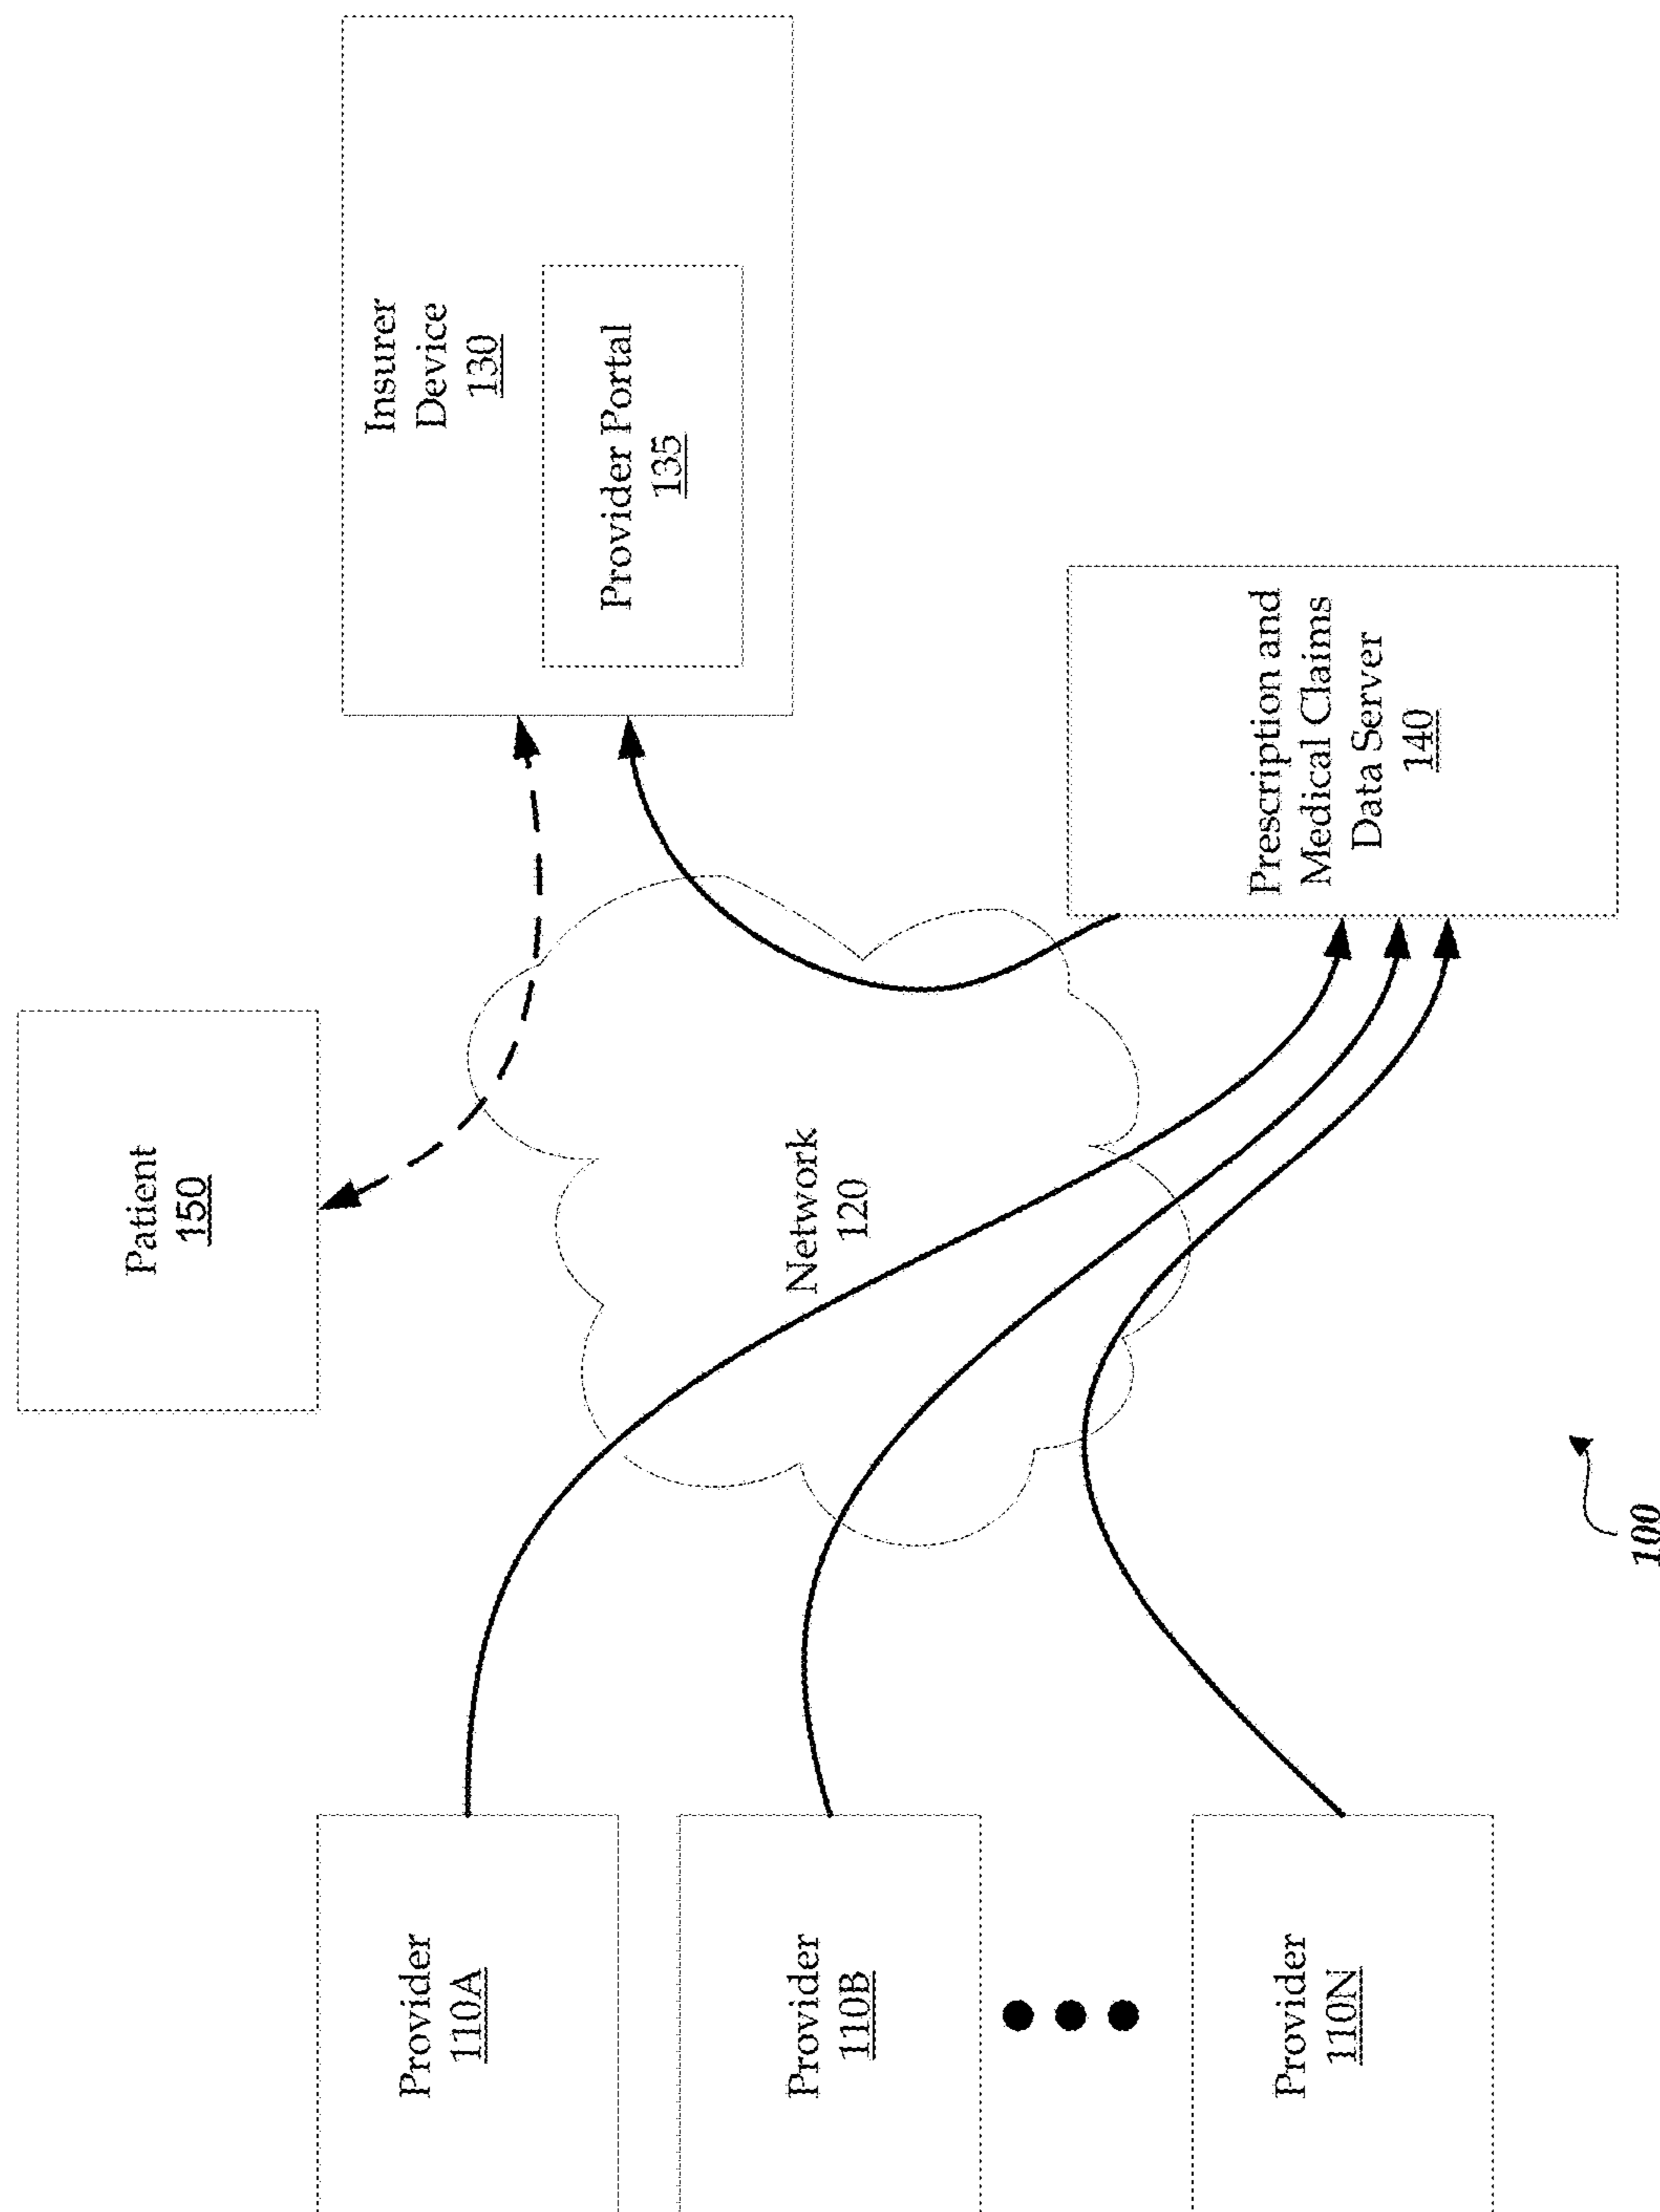 Patient
150
Insurer
Device
130
Provider Portal
135
Provider
110A
Network
120
Provider
110B
Prescription and
Medical Claims
Data Server
140
Provider
110N
100